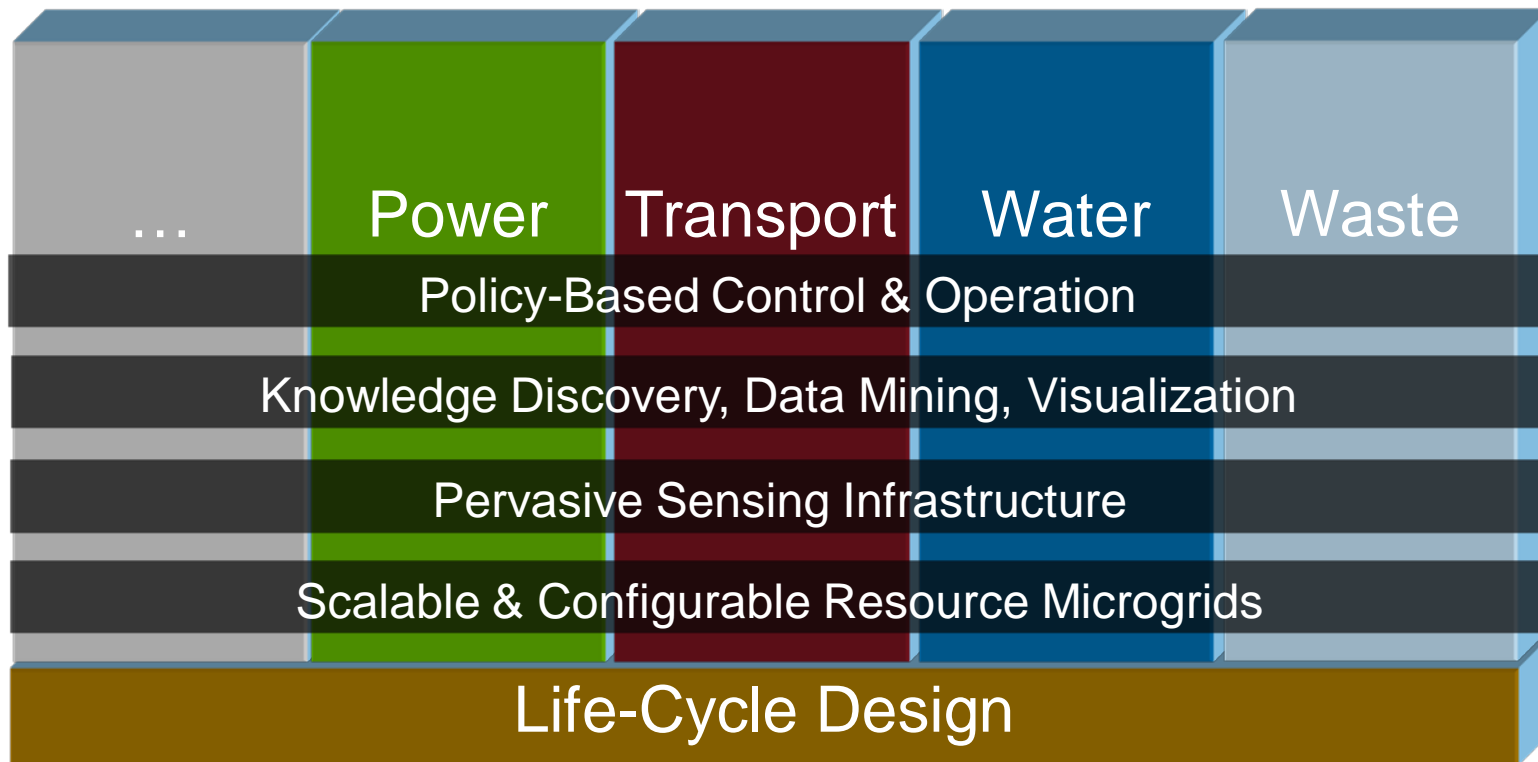 …
Power
Transport
Water
Waste
Policy-Based Control & Operation
Knowledge Discovery, Data Mining, Visualization
Pervasive Sensing Infrastructure
Scalable & Configurable Resource Microgrids
Life-Cycle Design